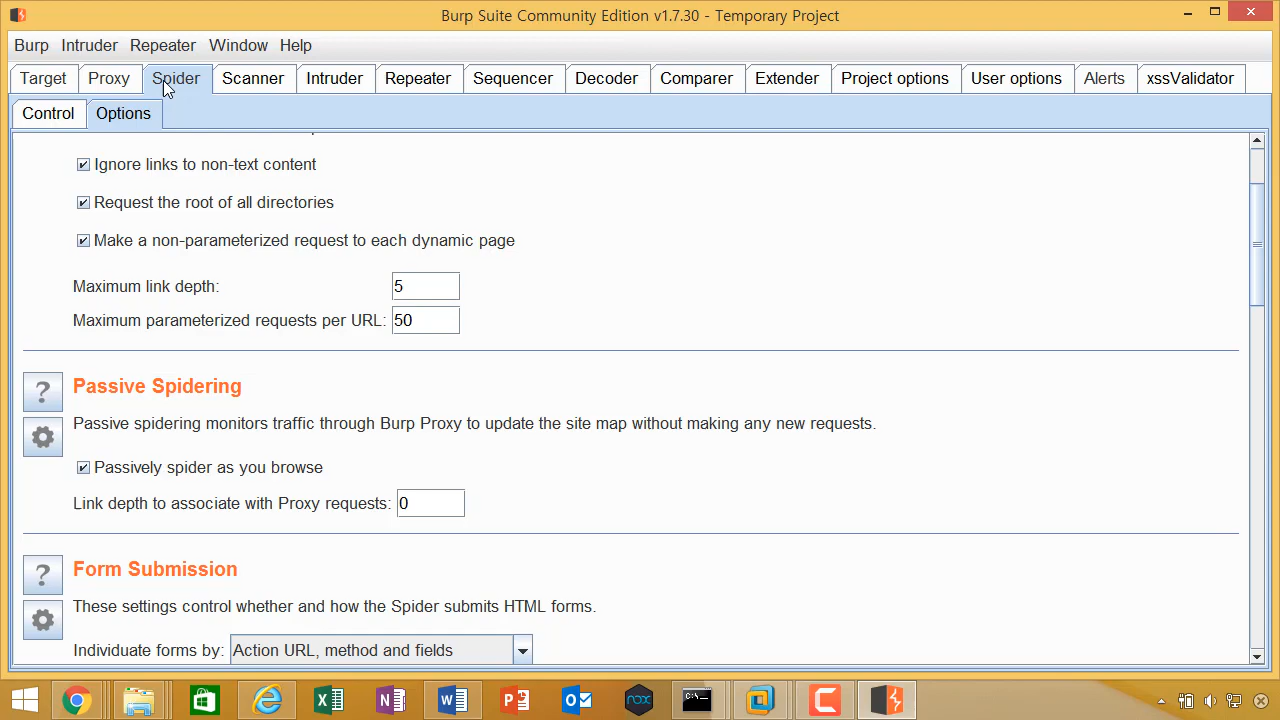 Burp Suite Community Edition v1.7.30 - Temporary Project
Burp Intruder Repeater Window Help
Target Proxy Spider Scanner Intruder Repeater Sequencer Decoder Comparer Extender Project options User options Alerts xssValidator
Control Options
Ignore links to non-text content
Request the root of all directories
Make a non-parameterized request to each dynamic page
Maximum link depth: 5
Maximum parameterized requests per URL: 50
? Passive Spidering
Passive spidering monitors traffic through Burp Proxy to update the site map without making any new requests.
Passively spider as you browse
Link depth to associate with Proxy requests: 0
? Form Submission
These settings control whether and how the Spider submits HTML forms.
Individuate forms by: Action URL, method and fields